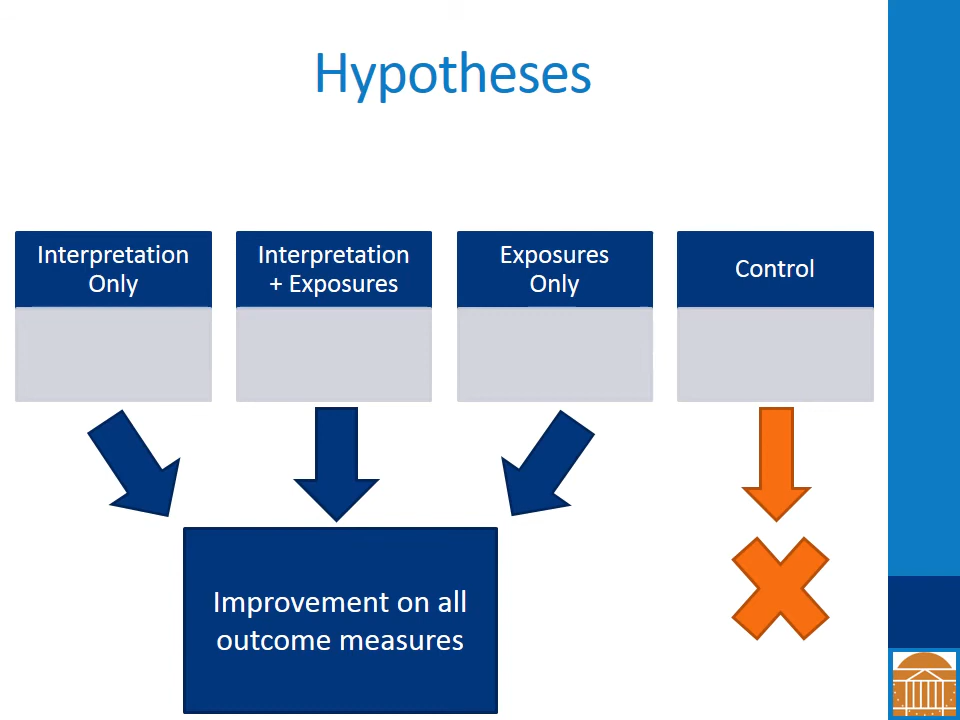 Hypotheses
Interpretation
Only
Interpretation
+ Exposures
Exposures
Only
Control
Improvement on all
outcome measures